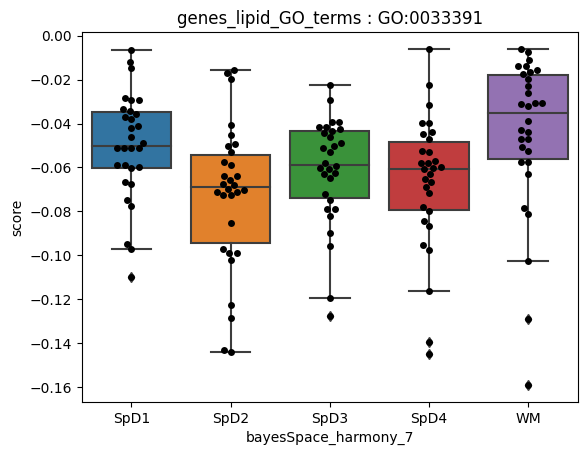 genes_lipid_GO_terms : GO:0033391
0.00
−0.02
−0.04
−0.06
−0.08
−0.10
−0.12
−0.14
−0.16
score
SpD1 SpD2 SpD3 SpD4 WM
bayesSpace_harmony_7